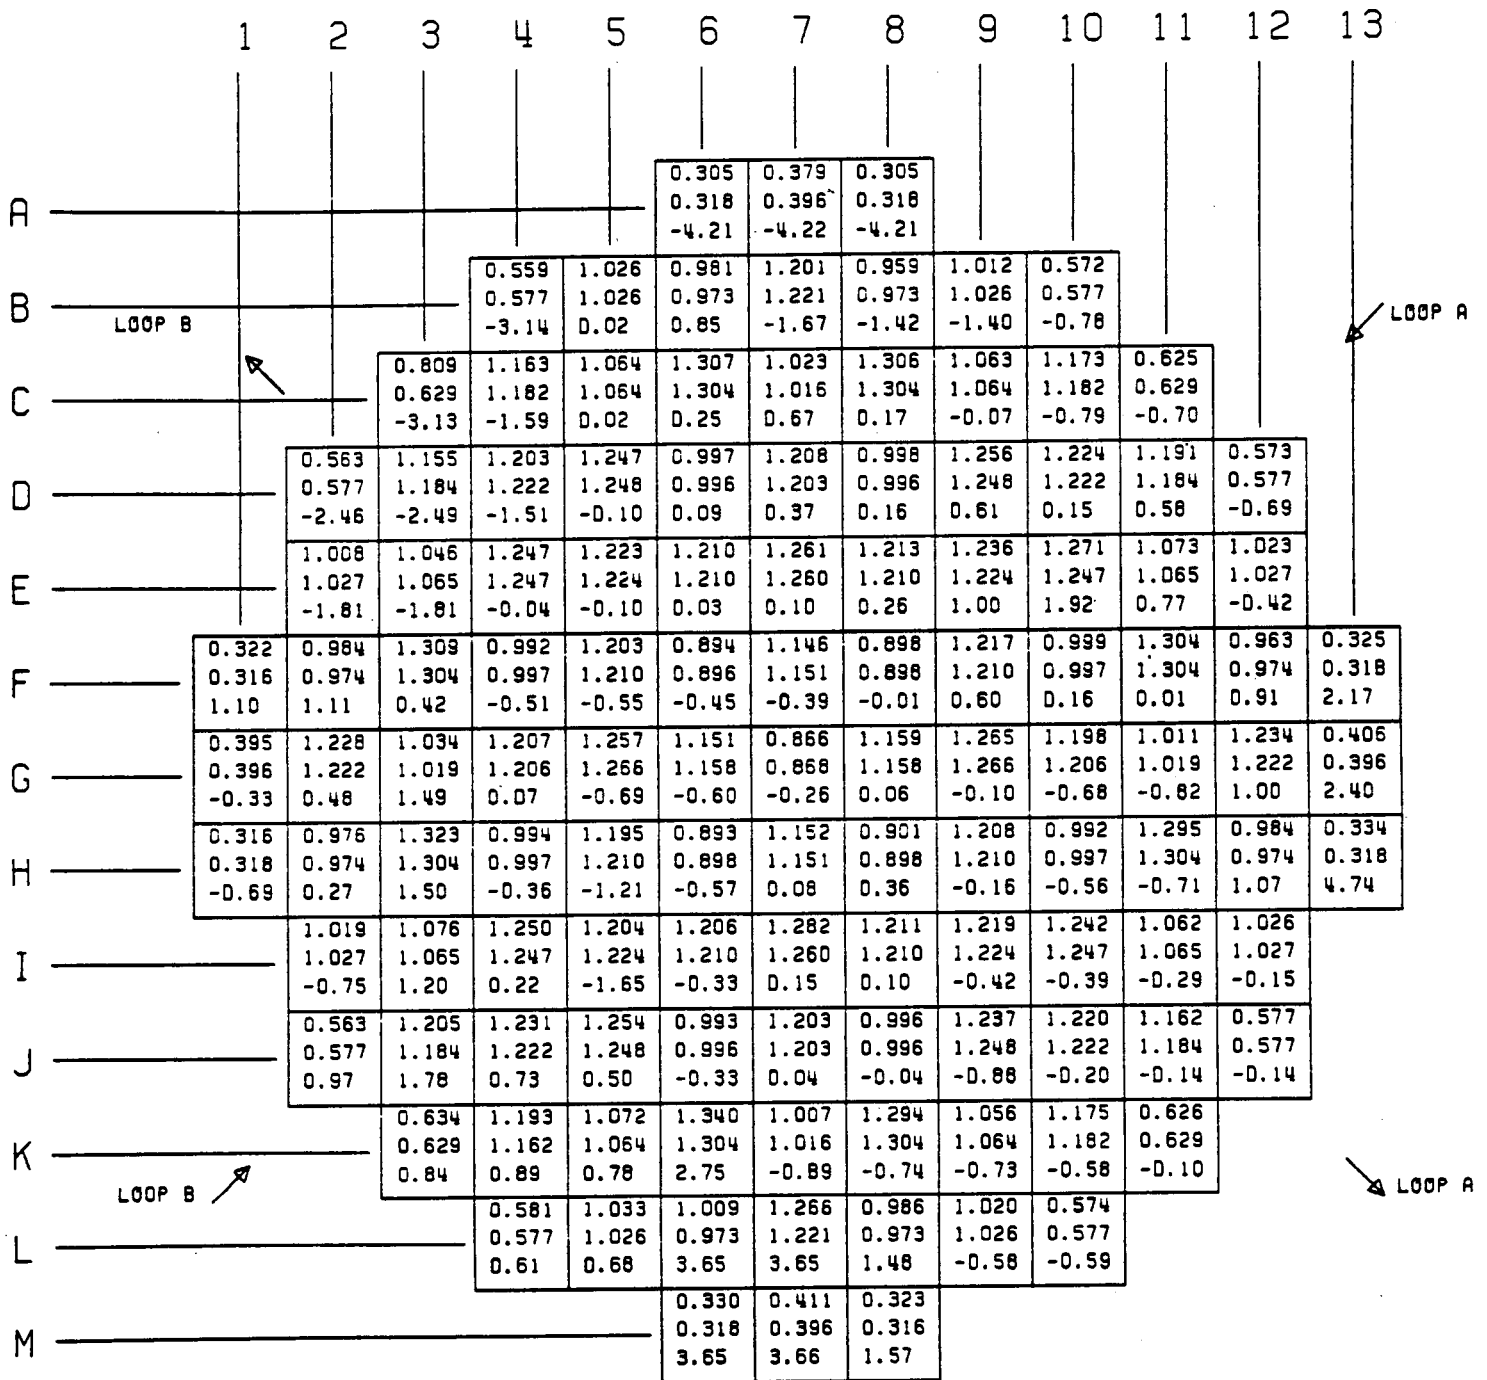 1 2 3 4 5 6 7 8 9 10 11 12 13
0.305 0.379 0.305
A 0.318 0.396 0.318
-4.21 -4.22 -4.21
0.559 1.026 0.981 1.201 0.959 1.012 0.572
B 0.577 1.026 0.973 1.221 0.973 1.026 0.577
LOOP B -3.14 0.02 0.85 -1.67 -1.42 -1.40 -0.78 LOOP A
0.809 1.163 1.064 1.307 1.023 1.306 1.063 1.173 0.625
C 0.629 1.182 1.064 1.304 1.016 1.304 1.064 1.182 0.629
-3.13 -1.59 0.02 0.25 0.67 0.17 -0.07 -0.79 -0.70
0.563 1.155 1.203 1.247 0.997 1.208 0.998 1.256 1.224 1.191 0.573
D 0.577 1.184 1.222 1.248 0.996 1.203 0.996 1.248 1.222 1.184 0.577
-2.46 -2.49 -1.51 -0.10 0.09 0.37 0.16 0.61 0.15 0.58 -0.69
1.008 1.046 1.247 1.223 1.210 1.261 1.213 1.236 1.271 1.073 1.023
E 1.027 1.065 1.247 1.224 1.210 1.260 1.210 1.224 1.247 1.065 1.027
-1.81 -1.81 -0.04 -0.10 0.03 0.10 0.26 1.00 1.92 0.77 -0.42
0.322 0.984 1.309 0.992 1.203 0.894 1.146 0.898 1.217 0.999 1.304 0.963 0.325
F 0.316 0.974 1.304 0.997 1.210 0.896 1.151 0.898 1.210 0.997 1.304 0.974 0.318
1.10 1.11 0.42 -0.51 -0.55 -0.45 -0.39 -0.01 0.60 0.16 0.01 0.91 2.17
0.395 1.228 1.034 1.207 1.257 1.151 0.866 1.159 1.265 1.198 1.011 1.234 0.406
G 0.396 1.222 1.019 1.206 1.266 1.158 0.868 1.158 1.266 1.206 1.019 1.222 0.396
-0.33 0.48 1.49 0.07 -0.69 -0.60 -0.26 0.06 -0.10 -0.68 -0.82 1.00 2.40
0.316 0.976 1.323 0.994 1.195 0.893 1.152 0.901 1.208 0.992 1.295 0.984 0.334
H 0.318 0.974 1.304 0.997 1.210 0.898 1.151 0.898 1.210 0.997 1.304 0.974 0.318
-0.69 0.27 1.50 -0.36 -1.21 -0.57 0.08 0.36 -0.16 -0.56 -0.71 1.07 4.74
1.019 1.076 1.250 1.204 1.206 1.282 1.211 1.219 1.242 1.062 1.026
I 1.027 1.065 1.247 1.224 1.210 1.260 1.210 1.224 1.247 1.065 1.027
-0.75 1.20 0.22 -1.65 -0.33 0.15 0.10 -0.42 -0.39 -0.29 -0.15
0.563 1.205 1.231 1.254 0.993 1.203 0.996 1.237 1.220 1.162 0.577
J 0.577 1.184 1.222 1.248 0.996 1.203 0.996 1.248 1.222 1.184 0.577
0.97 1.78 0.73 0.50 -0.33 0.04 -0.04 -0.88 -0.20 -0.14 -0.14
0.634 1.193 1.072 1.340 1.007 1.294 1.056 1.175 0.626
K 0.629 1.162 1.064 1.304 1.016 1.304 1.064 1.182 0.629
0.84 0.89 0.78 2.75 -0.89 -0.74 -0.73 -0.58 -0.10
LOOP B LOOP A
0.581 1.033 1.009 1.266 0.986 1.020 0.574
L 0.577 1.026 0.973 1.221 0.973 1.026 0.577
0.61 0.68 3.65 3.65 1.48 -0.58 -0.59
0.330 0.411 0.323
M 0.318 0.396 0.316
3.65 3.66 1.57